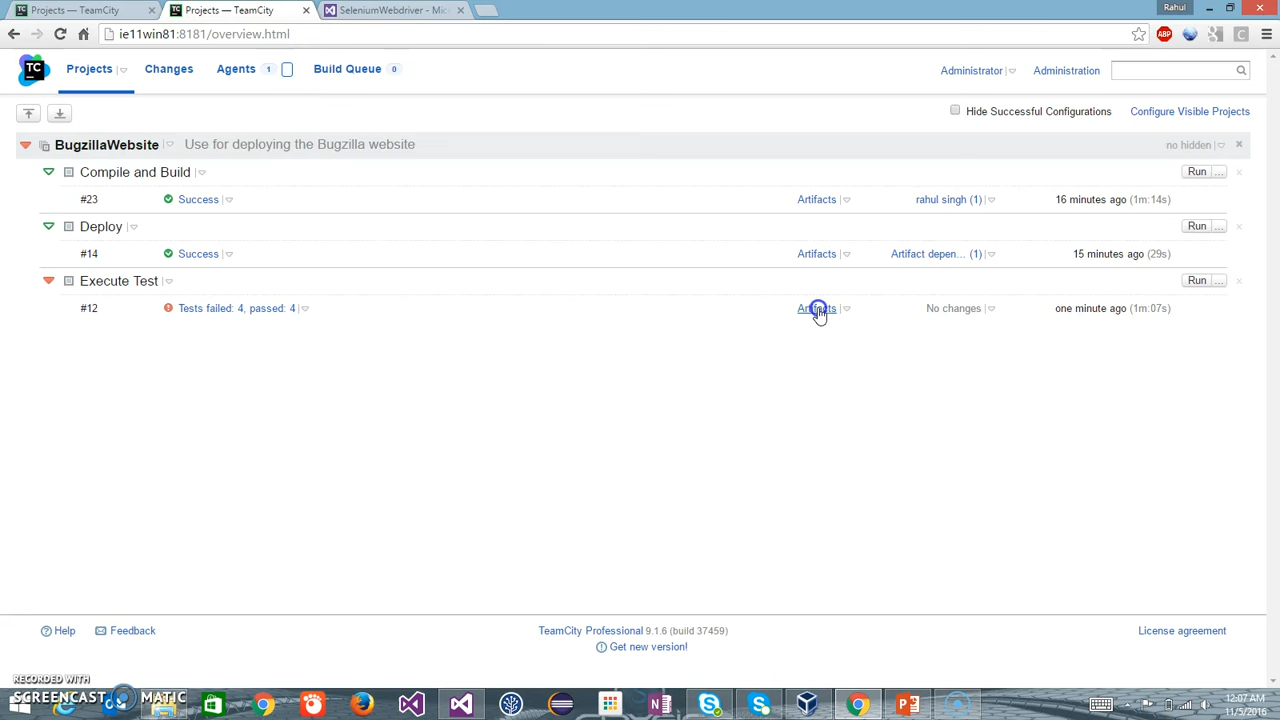 Projects — TeamCity
Projects — TeamCity
SeleniumWebdriver - Mic
Rahul
ie11win81:8181/overview.html
ABP
TC
Projects
Changes
Agents 1
Build Queue 0
Administrator
Administration
Hide Successful Configurations
Configure Visible Projects
BugzillaWebsite
Use for deploying the Bugzilla website
no hidden
Compile and Build
Run ...
#23
Success
Artifacts
rahul singh (1)
16 minutes ago (1m:14s)
Deploy
Run ...
#14
Success
Artifacts
Artifact depen... (1)
15 minutes ago (29s)
Execute Test
Run ...
#12
Tests failed: 4, passed: 4
Artifacts
No changes
one minute ago (1m:07s)
Help
Feedback
TeamCity Professional 9.1.6 (build 37459)
License agreement
Get new version!
RECORDED WITH
SCREENCAST MATIC
12:07 AM
11/5/2016